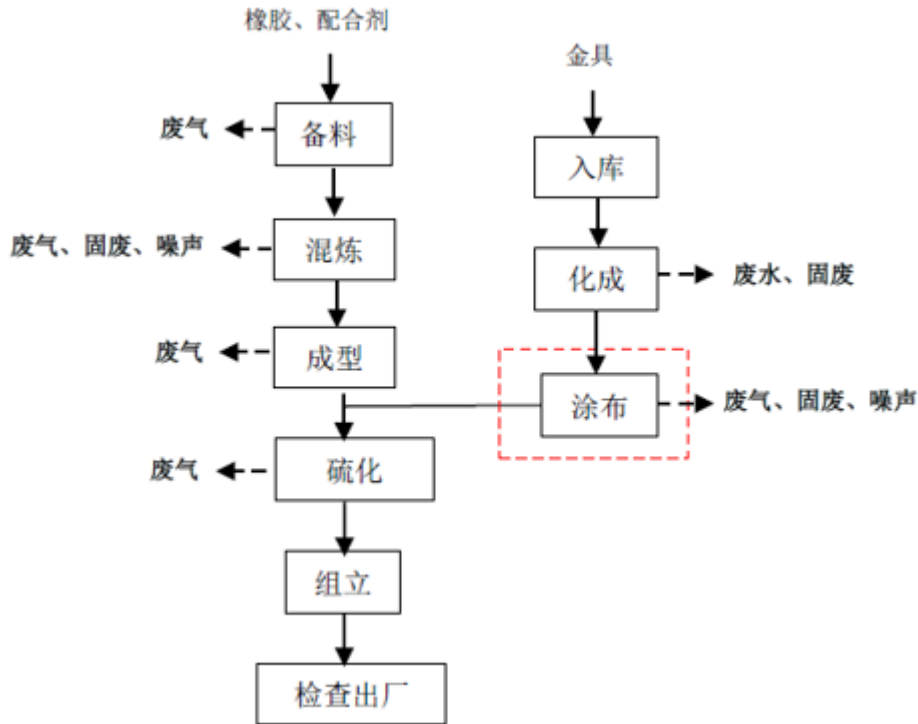 橡胶、配合剂
金具
废气
备料
入库
废气、固废、噪声
混炼
化成
废水、固废
废气
成型
涂布
废气、固废、噪声
废气
硫化
组立
检查出厂